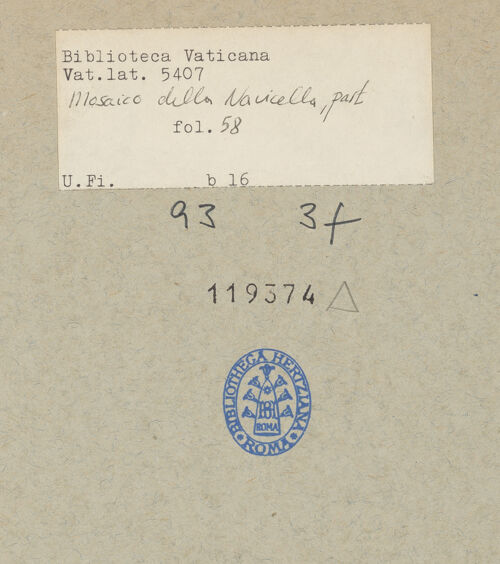 Biblioteca Vaticana
Vat.lat. 5407
Mosaico della Navicella, part
fol. 58
U.Fi. b 16
93 3f
119374
BIBLIOTHECA HERTZIANA
ROMA
ROMA